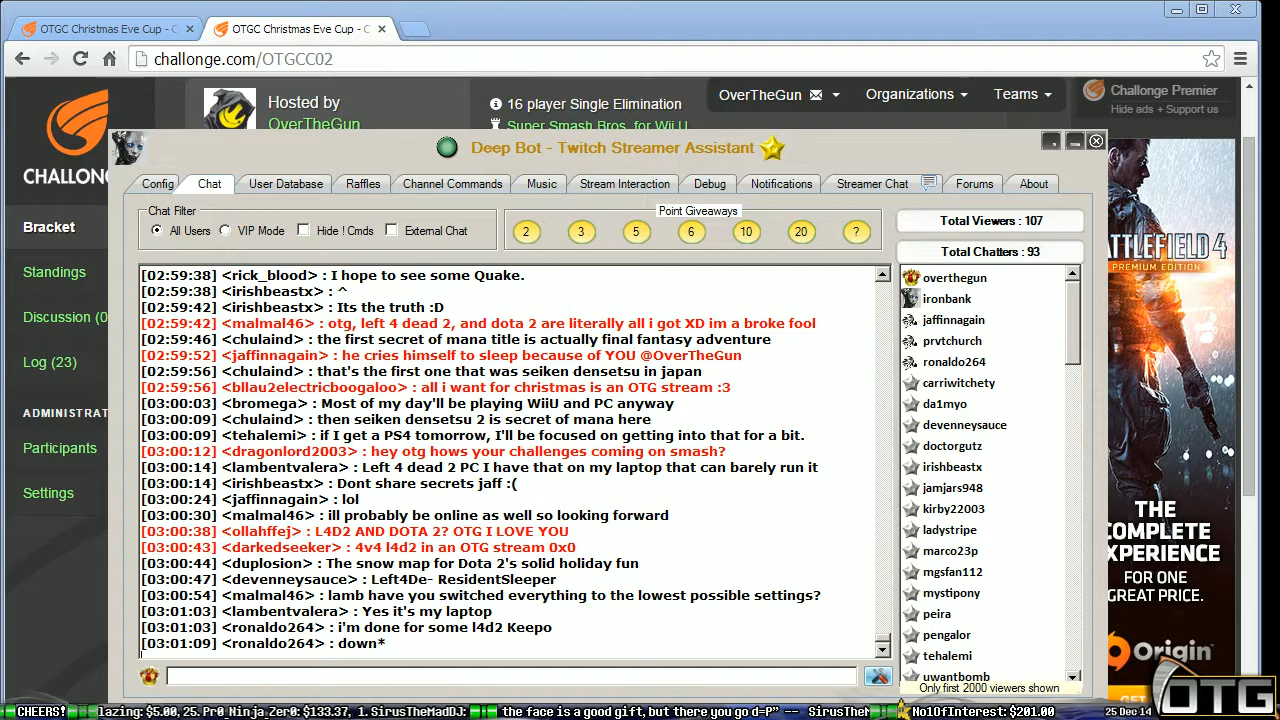 OTGC Christmas Eve Cup - C
OTGC Christmas Eve Cup - C
challonge.com/OTGCC02
Hosted by
OverTheGun
16 player Single Elimination
Super Smash Bros. for Wii U
OverTheGun
Organizations
Teams
Challonge Premier
Hide ads + Support us
CHALLONG
Bracket
Standings
Discussion (0
Log (23)
ADMINISTRAT
Participants
Settings
Deep Bot - Twitch Streamer Assistant
Config
Chat
User Database
Raffles
Channel Commands
Music
Stream Interaction
Debug
Notifications
Streamer Chat
Forums
About
Chat Filter
All Users
VIP Mode
Hide ! Cmds
External Chat
Point Giveaways
2
3
5
6
10
20
?
Total Viewers : 107
Total Chatters : 93
[02:59:38] <rick_blood> : I hope to see some Quake.
[02:59:38] <irishbeastx> : ^
[02:59:42] <irishbeastx> : Its the truth :D
[02:59:42] <malmal46> : otg, left 4 dead 2, and dota 2 are literally all i got XD im a broke fool
[02:59:46] <chulaind> : the first secret of mana title is actually final fantasy adventure
[02:59:52] <jaffinnagain> : he cries himself to sleep because of YOU @OverTheGun
[02:59:56] <chulaind> : that's the first one that was seiken densetsu in japan
[02:59:56] <bllau2electricboogaloo> : all i want for christmas is an OTG stream :3
[03:00:03] <bromega> : Most of my day'll be playing WiiU and PC anyway
[03:00:09] <chulaind> : then seiken densetsu 2 is secret of mana here
[03:00:09] <tehalemi> : if I get a PS4 tomorrow, I'll be focused on getting into that for a bit.
[03:00:12] <dragonlord2003> : hey otg hows your challenges coming on smash?
[03:00:14] <lambentvalera> : Left 4 dead 2 PC I have that on my laptop that can barely run it
[03:00:14] <irishbeastx> : Dont share secrets jaff :(
[03:00:24] <jaffinnagain> : lol
[03:00:30] <malmal46> : ill probably be online as well so looking forward
[03:00:38] <ollahffej> : L4D2 AND DOTA 2? OTG I LOVE YOU
[03:00:43] <darkedseeker> : 4v4 l4d2 in an OTG stream 0x0
[03:00:44] <duplosion> : The snow map for Dota 2's solid holiday fun
[03:00:47] <devenneysauce> : Left4De- ResidentSleeper
[03:00:54] <malmal46> : lamb have you switched everything to the lowest possible settings?
[03:01:03] <lambentvalera> : Yes it's my laptop
[03:01:03] <ronaldo264> : i'm done for some l4d2 Keepo
[03:01:09] <ronaldo264> : down*
overthegun
ironbank
jaffinnagain
prvtchurch
ronaldo264
carriwitchety
da1myo
devenneysauce
doctorgutz
irishbeastx
jamjars948
kirby22003
ladystripe
marco23p
mgsfan112
mystipony
peira
pengalor
tehalemi
uwantbomb
Only first 2000 viewers shown
BATTLEFIELD 4
PREMIUM EDITION
THE
COMPLETE
EXPERIENCE
FOR ONE
GREAT PRICE.
Origin
GET
OTG
CHEERS!
lazing: $5.00, 25. Pr0_Ninja_Zer0: $133.37, 1. SirusTheMDJ:
the face is a good gift, but there you go d=P" -- SirusTheM
No1OfInterest: $201.00
25 Dec 14